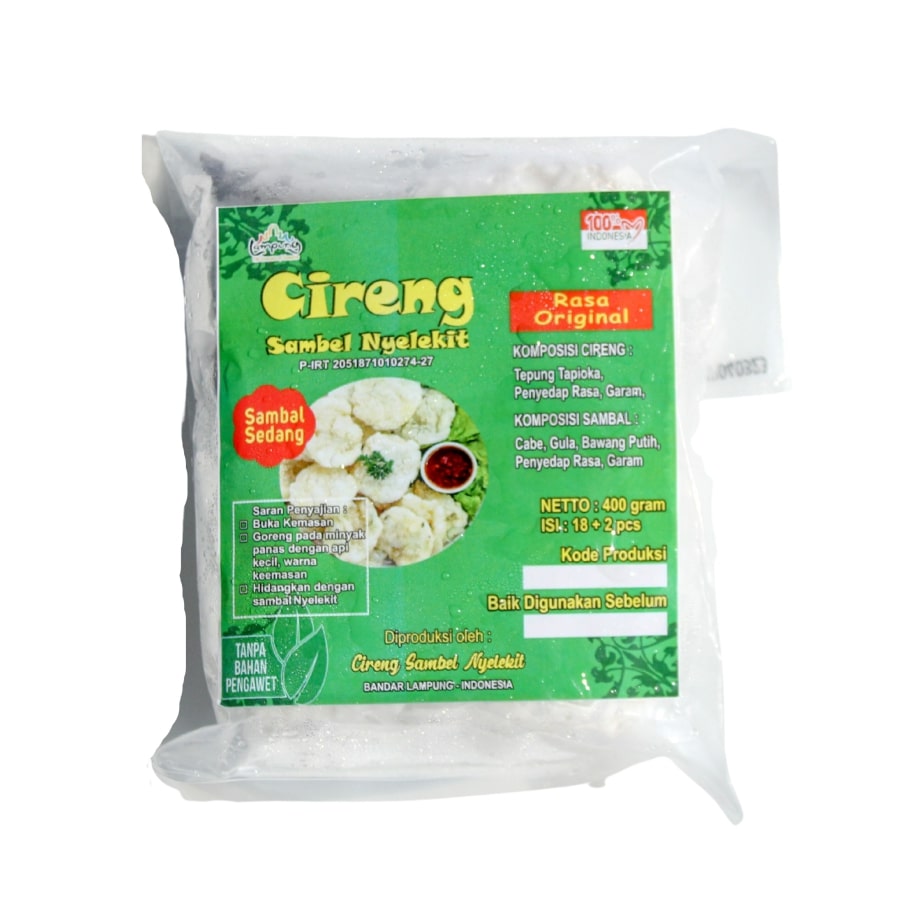 Lampung
100%
INDONESIA
Cireng
Sambel Nyelekit
P-IRT 2051871010274-27
Rasa
Original
KOMPOSISI CIRENG :
Tepung Tapioka,
Penyedap Rasa, Garam,
KOMPOSISI SAMBAL :
Cabe, Gula, Bawang Putih,
Penyedap Rasa, Garam
Sambal
Sedang
NETTO : 400 gram
ISI : 18 + 2 pcs
Kode Produksi
Baik Digunakan Sebelum
Saran Penyajian :
Buka Kemasan
Goreng pada minyak
panas dengan api
kecil, warna
keemasan
Hidangkan dengan
sambal Nyelekit
TANPA
BAHAN
PENGAWET
Diproduksi oleh :
Cireng Sambel Nyelekit
BANDAR LAMPUNG - INDONESIA